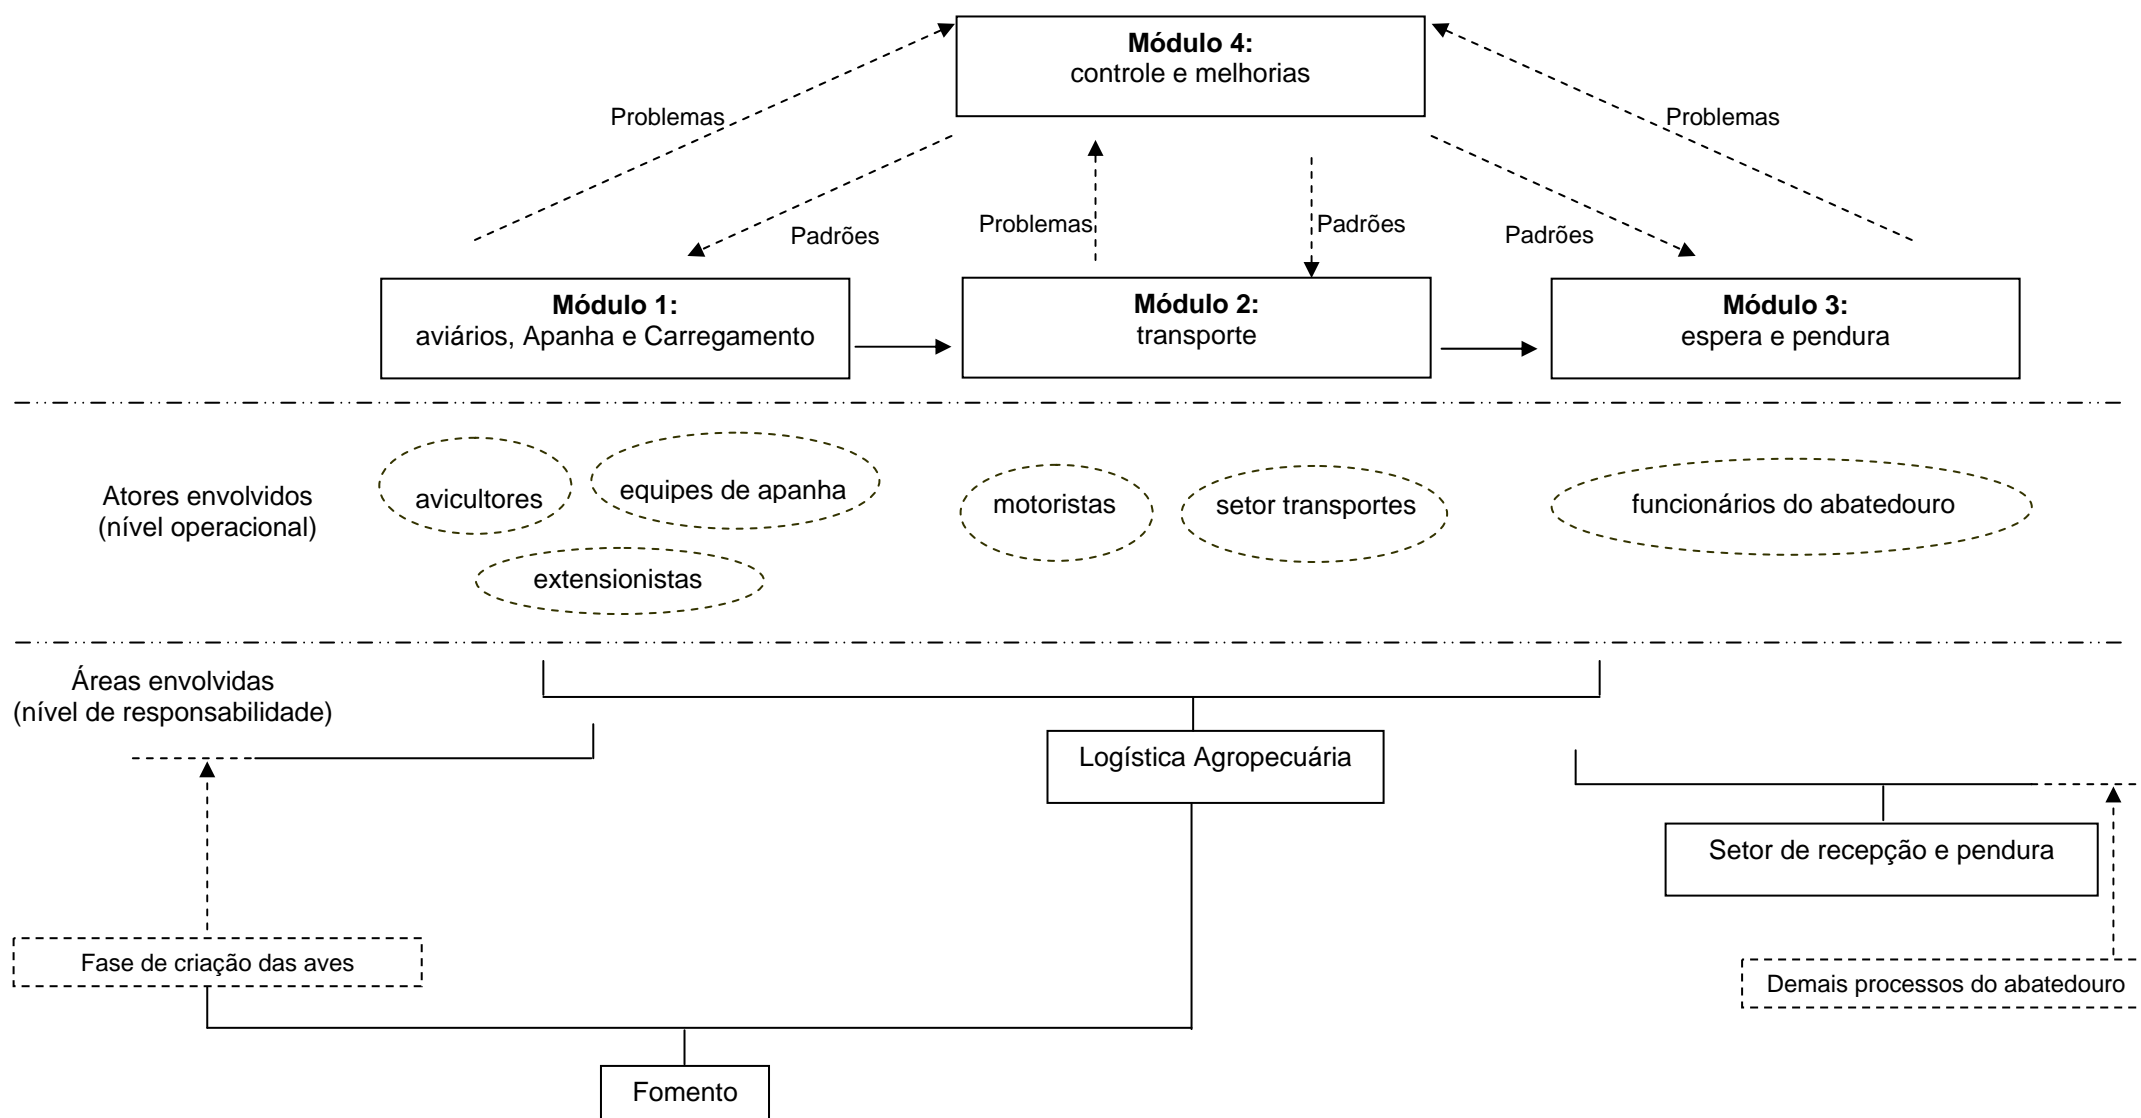 Módulo 4:
controle e melhorias
Problemas
Problemas
Padrões
Problemas
Padrões
Padrões
Módulo 1:
aviários, Apanha e Carregamento
Módulo 2:
transporte
Módulo 3:
espera e pendura
Atores envolvidos
(nível operacional)
avicultores
equipes de apanha
extensionistas
motoristas
setor transportes
funcionários do abatedouro
Áreas envolvidas
(nível de responsabilidade)
Logística Agropecuária
Setor de recepção e pendura
Fase de criação das aves
Demais processos do abatedouro
Fomento